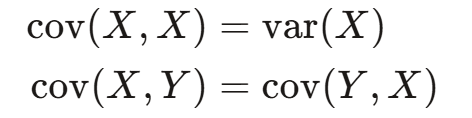 cov(X, X) = var(X)
cov(X, Y) = cov(Y, X)